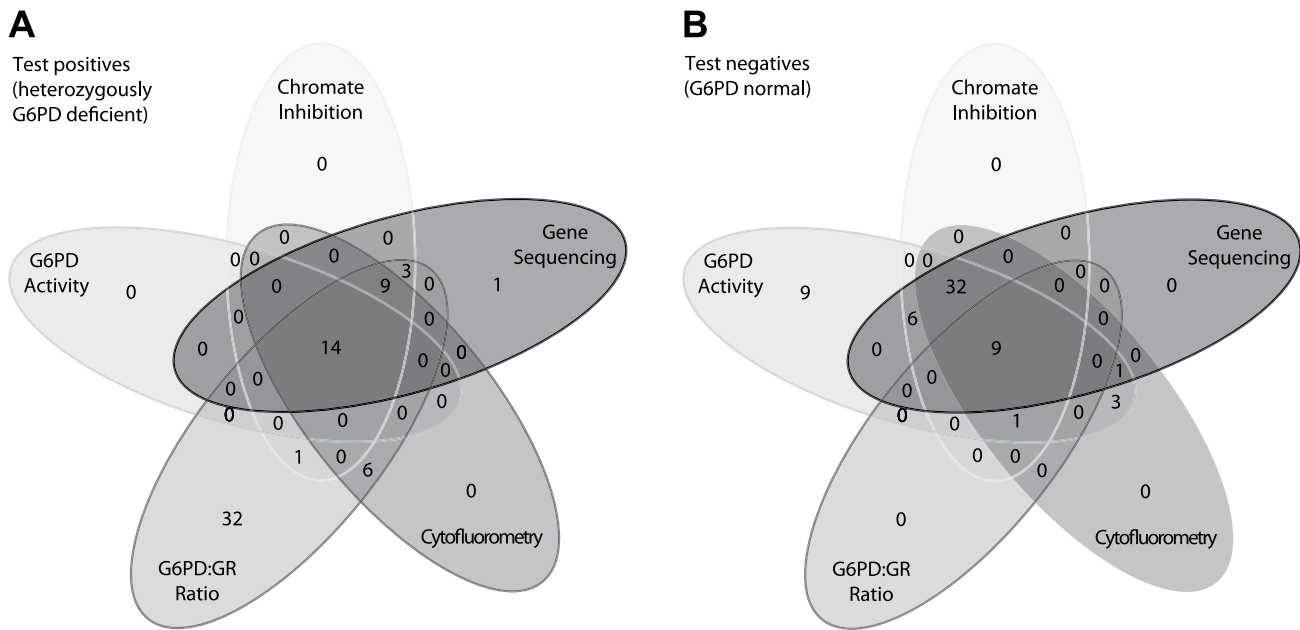 A
Test positives
(heterozygously
G6PD deficient)
Chromate
Inhibition
0
G6PD
Activity
0
Gene
Sequencing
1
0
0
0
0 0
3
0
9
0
0
0
0
14
0
0
0
0
0
0
0
0
0
0
0
1
0
6
32
G6PD:GR
Ratio
0
Cytofluorometry
B
Test negatives
(G6PD normal)
Chromate
Inhibition
0
G6PD
Activity
9
Gene
Sequencing
0
0
0
0
0 0
0
32
0
0
6
0
0
9
0
0
1
0
0
3
0
0
1
0
0
0
0
0
G6PD:GR
Ratio
0
Cytofluorometry